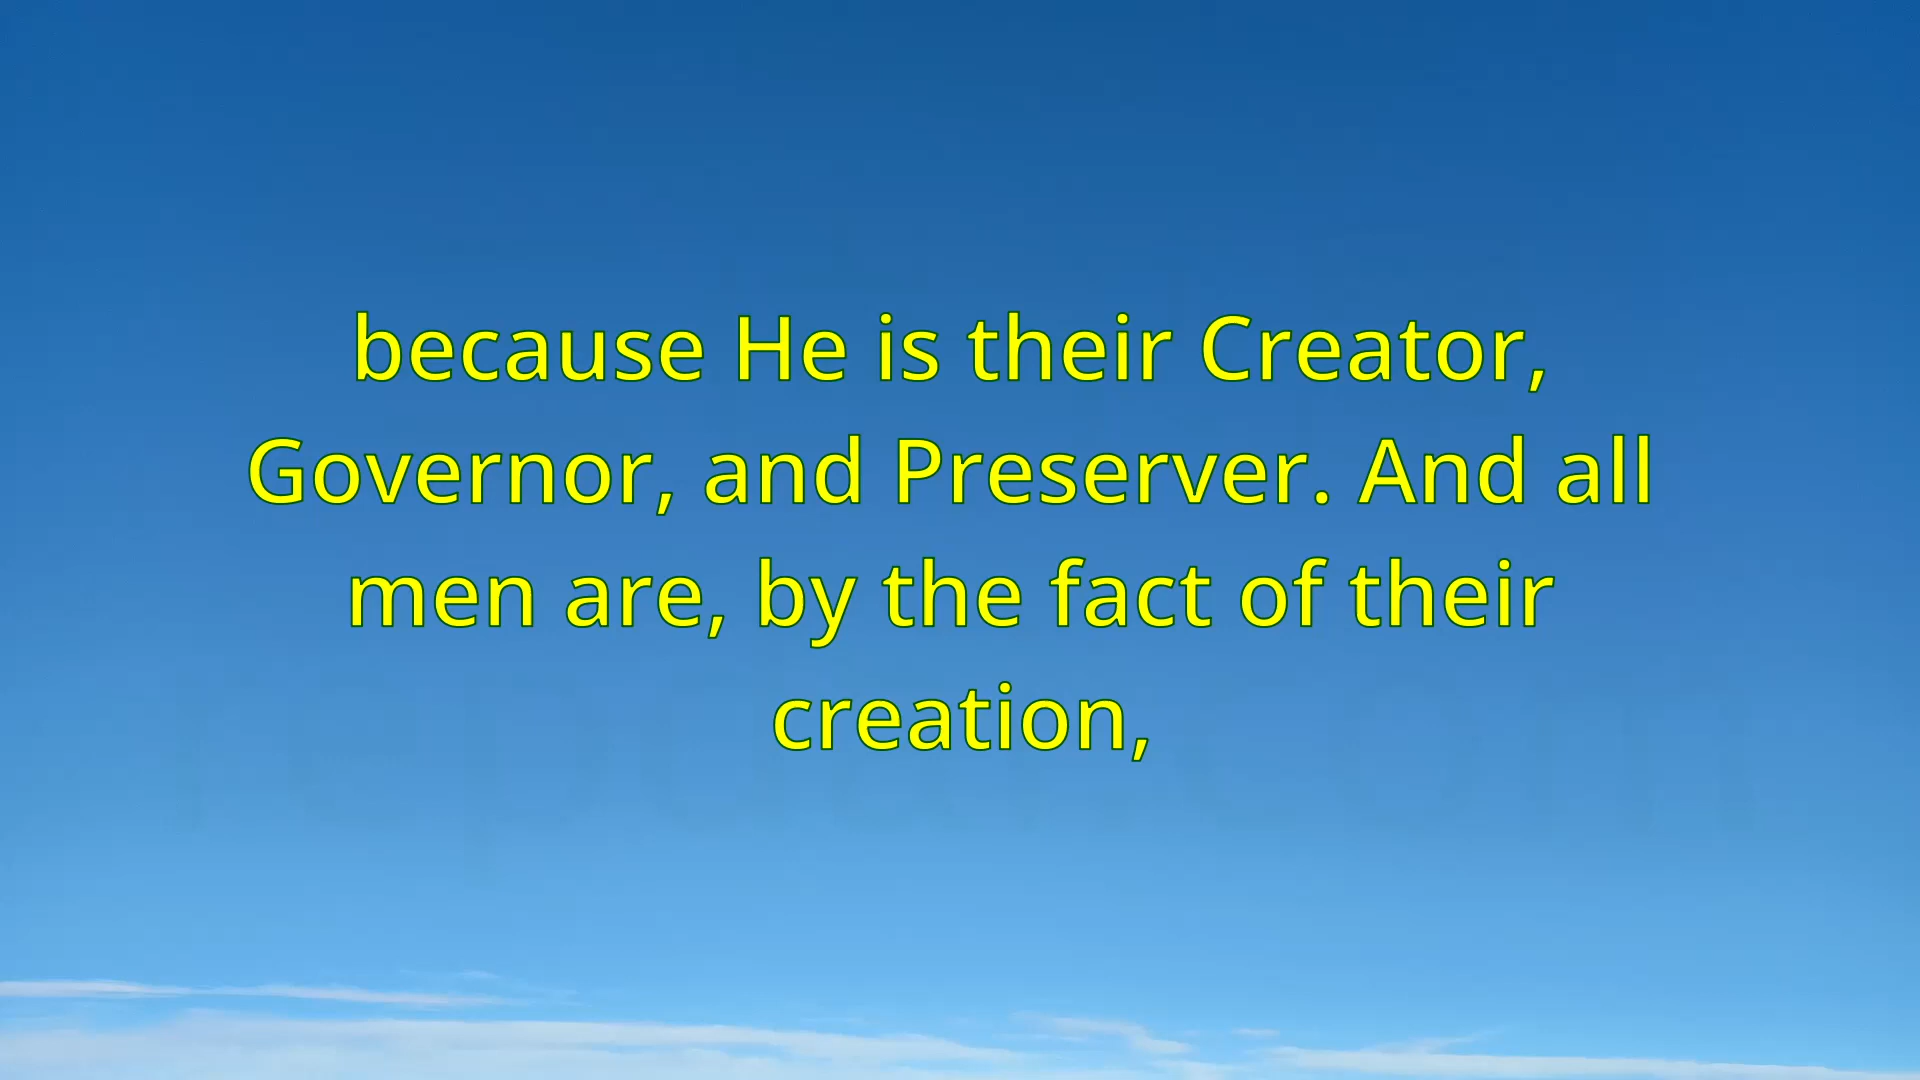 because He is their Creator,
Governor, and Preserver. And all
men are, by the fact of their
creation,